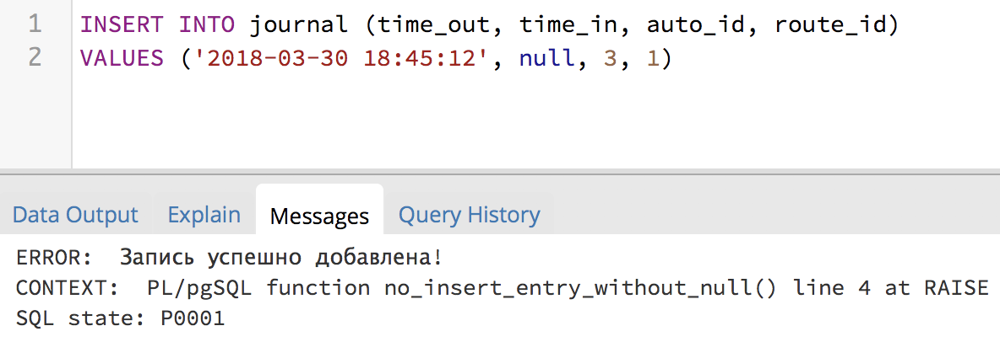 1 INSERT INTO journal (time_out, time_in, auto_id, route_id)
2 VALUES ('2018-03-30 18:45:12', null, 3, 1)
Data Output Explain Messages Query History
ERROR:  Запись успешно добавлена!
CONTEXT:  PL/pgSQL function no_insert_entry_without_null() line 4 at RAISE
SQL state: P0001